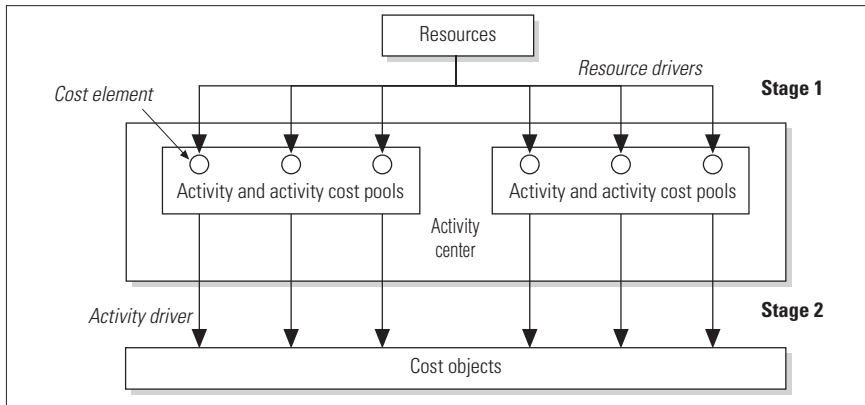 Resources
Resource drivers
Stage 1
Cost element
Activity and activity cost pools
Activity and activity cost pools
Activity
center
Activity driver
Stage 2
Cost objects